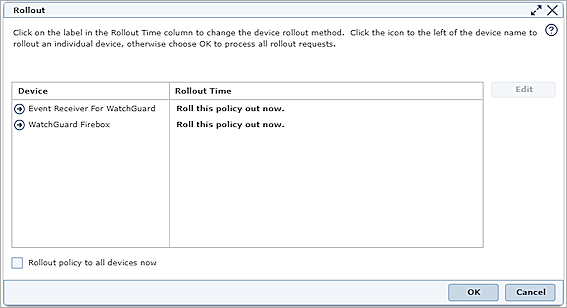 Rollout
Click on the label in the Rollout Time column to change the device rollout method. Click the icon to the left of the device name to
rollout an individual device, otherwise choose OK to process all rollout requests.
Device Rollout Time
Edit
Event Receiver For WatchGuard Roll this policy out now.
WatchGuard Firebox Roll this policy out now.
Rollout policy to all devices now
OK Cancel